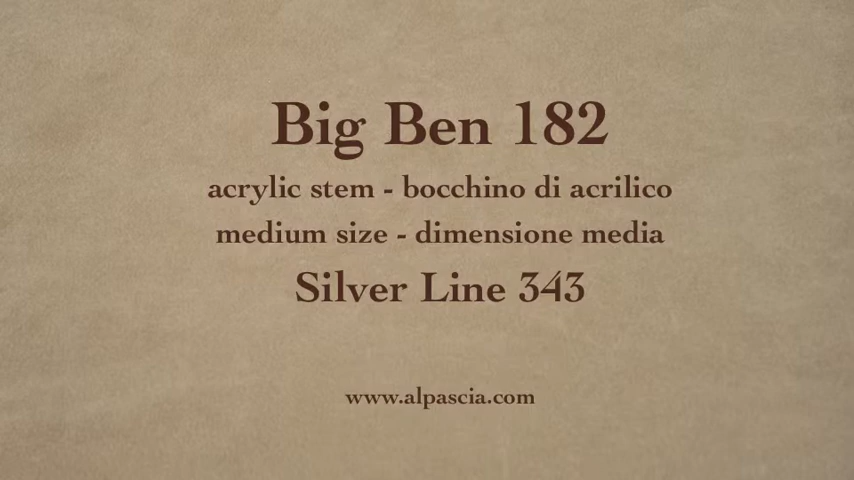 Big Ben 182
acrylic stem - bocchino di acrilico
medium size - dimensione media
Silver Line 343
www.alpascia.com